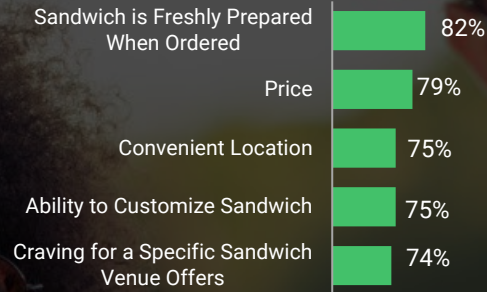 Sandwich is Freshly Prepared
When Ordered
82%
Price
79%
Convenient Location
75%
Ability to Customize Sandwich
75%
Craving for a Specific Sandwich
Venue Offers
74%